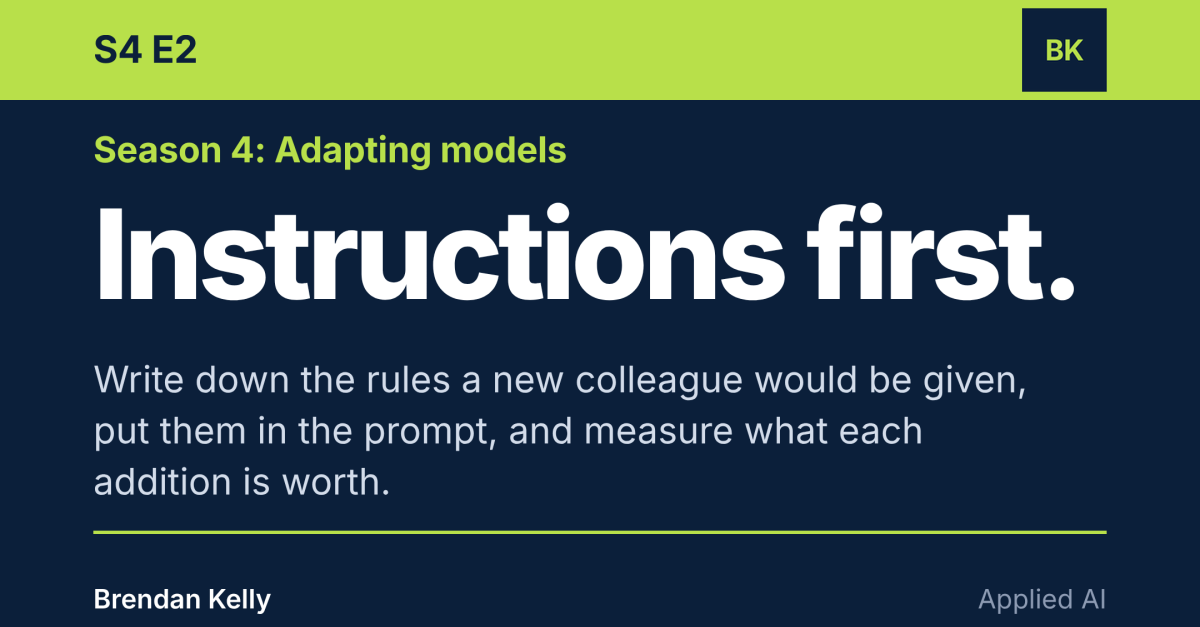 S4 E2
BK
Season 4: Adapting models
Instructions first.
Write down the rules a new colleague would be given,
put them in the prompt, and measure what each
addition is worth.
Brendan Kelly
Applied AI